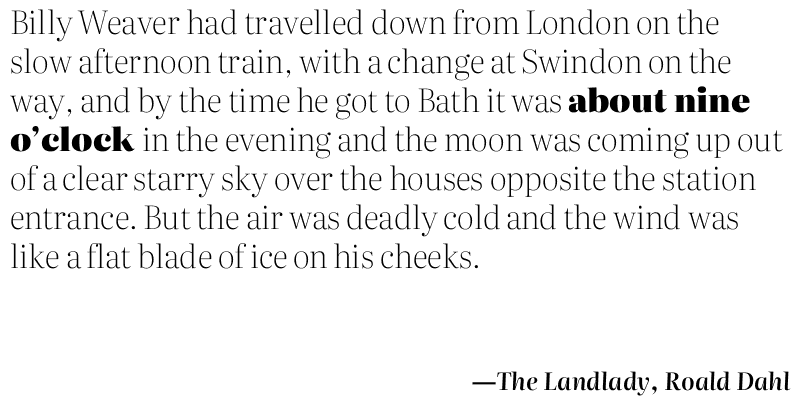 Billy Weaver had travelled down from London on the
slow afternoon train, with a change at Swindon on the
way, and by the time he got to Bath it was about nine
o’clock in the evening and the moon was coming up out
of a clear starry sky over the houses opposite the station
entrance. But the air was deadly cold and the wind was
like a flat blade of ice on his cheeks.
—The Landlady, Roald Dahl